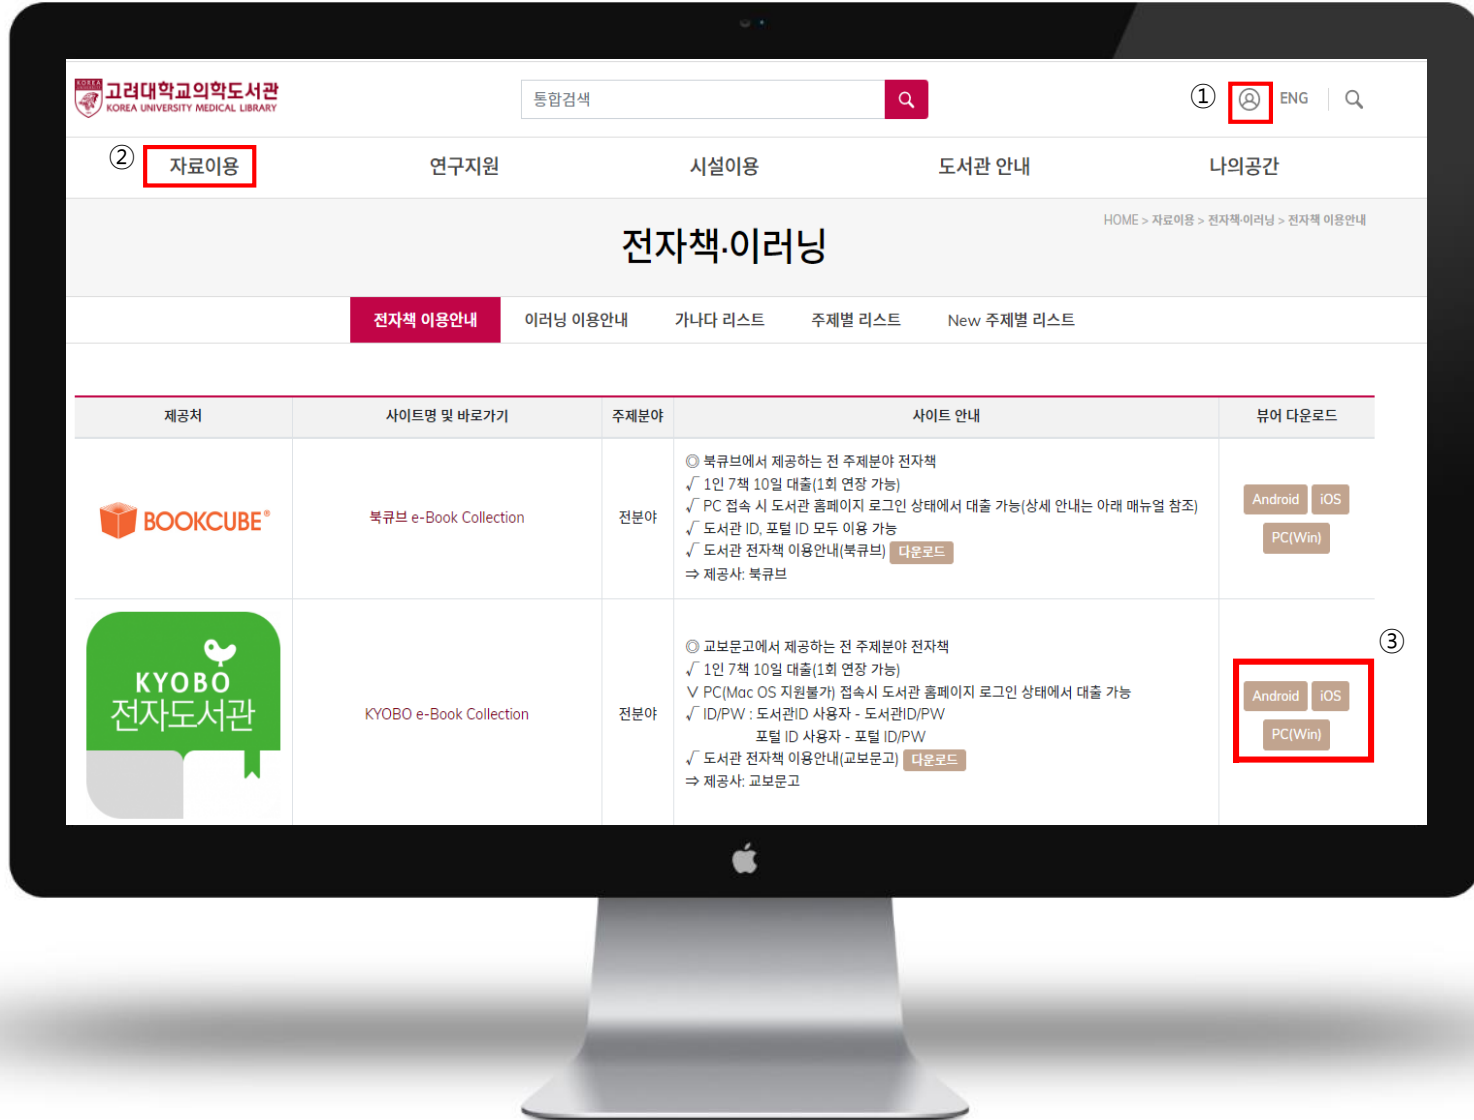 고려대학교의학도서관
KOREA UNIVERSITY MEDICAL LIBRARY
통합검색
① ENG
② 자료이용 연구지원 시설이용 도서관 안내 나의공간
HOME > 자료이용 > 전자책·이러닝 > 전자책 이용안내
전자책·이러닝
전자책 이용안내 이러닝 이용안내 가나다 리스트 주제별 리스트 New 주제별 리스트
제공처 사이트명 및 바로가기 주제분야 사이트 안내 뷰어 다운로드
BOOKCUBE®
북큐브 e-Book Collection
전분야
◎ 북큐브에서 제공하는 전 주제분야 전자책
√ 1인 7책 10일 대출(1회 연장 가능)
√ PC 접속 시 도서관 홈페이지 로그인 상태에서 대출 가능(상세 안내는 아래 매뉴얼 참조)
√ 도서관 ID, 포털 ID 모두 이용 가능
√ 도서관 전자책 이용안내(북큐브) 다운로드
⇒ 제공사: 북큐브
Android iOS
PC(Win)
KYOBO
전자도서관
KYOBO e-Book Collection
전분야
◎ 교보문고에서 제공하는 전 주제분야 전자책
√ 1인 7책 10일 대출(1회 연장 가능)
V PC(Mac OS 지원불가) 접속시 도서관 홈페이지 로그인 상태에서 대출 가능
√ ID/PW : 도서관ID 사용자 - 도서관ID/PW
포털 ID 사용자 - 포털 ID/PW
√ 도서관 전자책 이용안내(교보문고) 다운로드
⇒ 제공사: 교보문고
③
Android iOS
PC(Win)